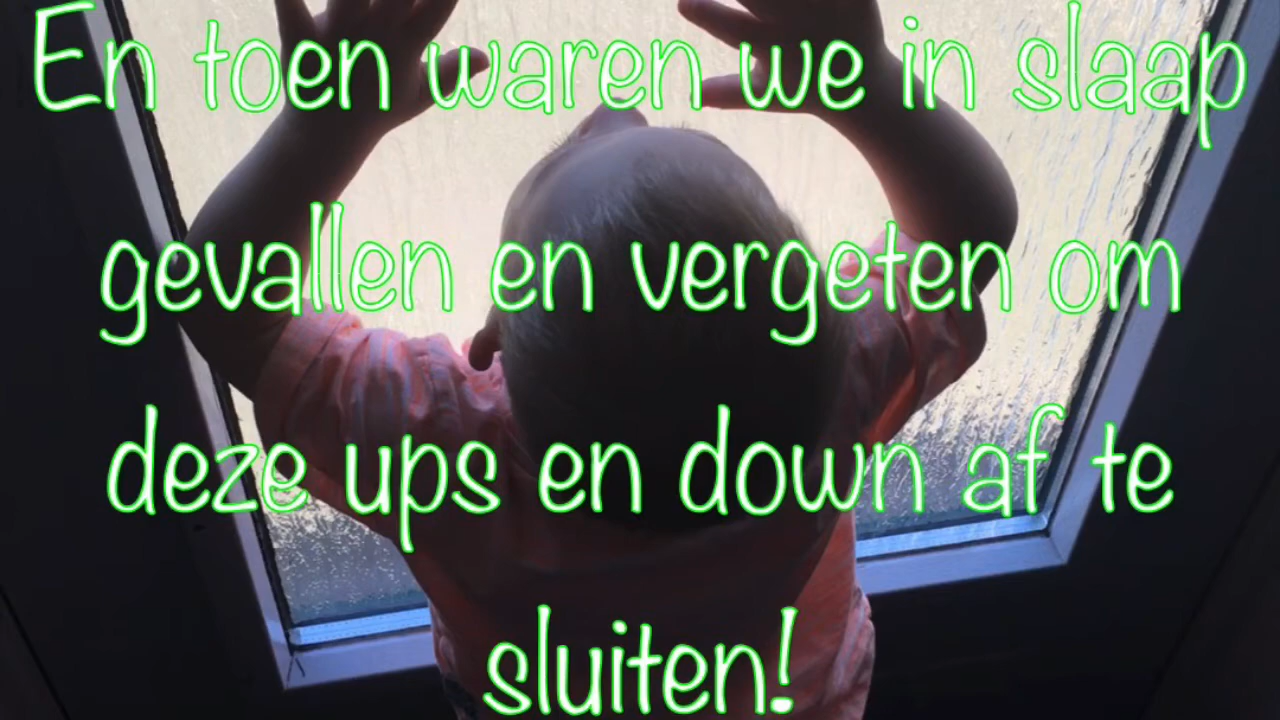 En toen waren we in slaap
gevallen en vergeten om
deze ups en down af te
sluiten!